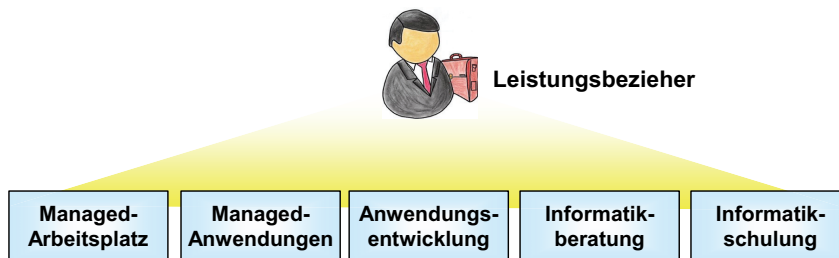 Leistungsbezieher
Managed-
Arbeitsplatz
Managed-
Anwendungen
Anwendungs-
entwicklung
Informatik-
beratung
Informatik-
schulung